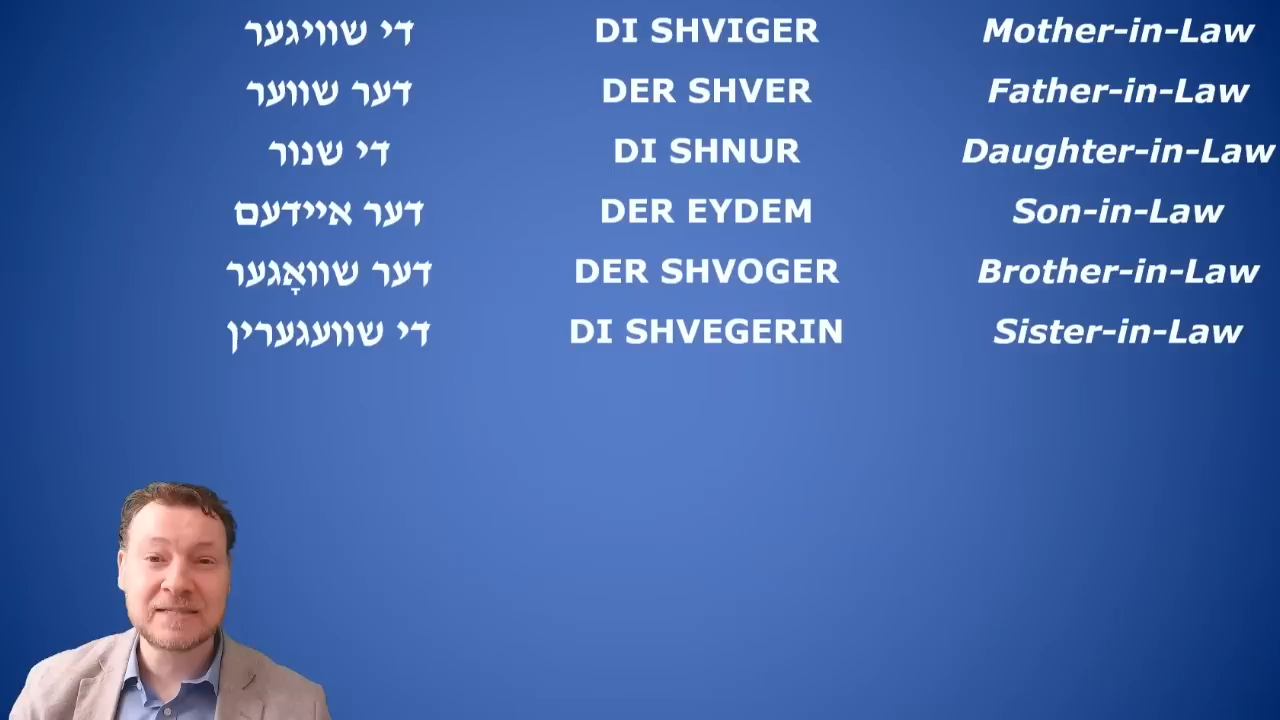 די שוויגער DI SHVIGER Mother-in-Law
דער שווער DER SHVER Father-in-Law
די שנור DI SHNUR Daughter-in-Law
דער איידעם DER EYDEM Son-in-Law
דער שוואָגער DER SHVOGER Brother-in-Law
די שוועגערין DI SHVEGERIN Sister-in-Law